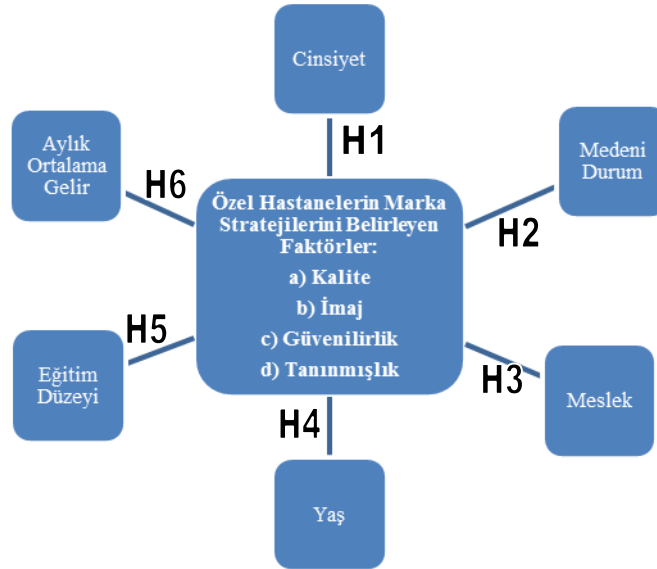 Cinsiyet
H1
Medeni
Durum
H2
Aylık
Ortalama
Gelir
H6
Özel Hastanelerin Marka
Stratejilerini Belirleyen
Faktörler:
a) Kalite
b) İmaj
c) Güvenilirlik
d) Tanınmışlık
H5
Eğitim
Düzeyi
H3
Meslek
H4
Yaş